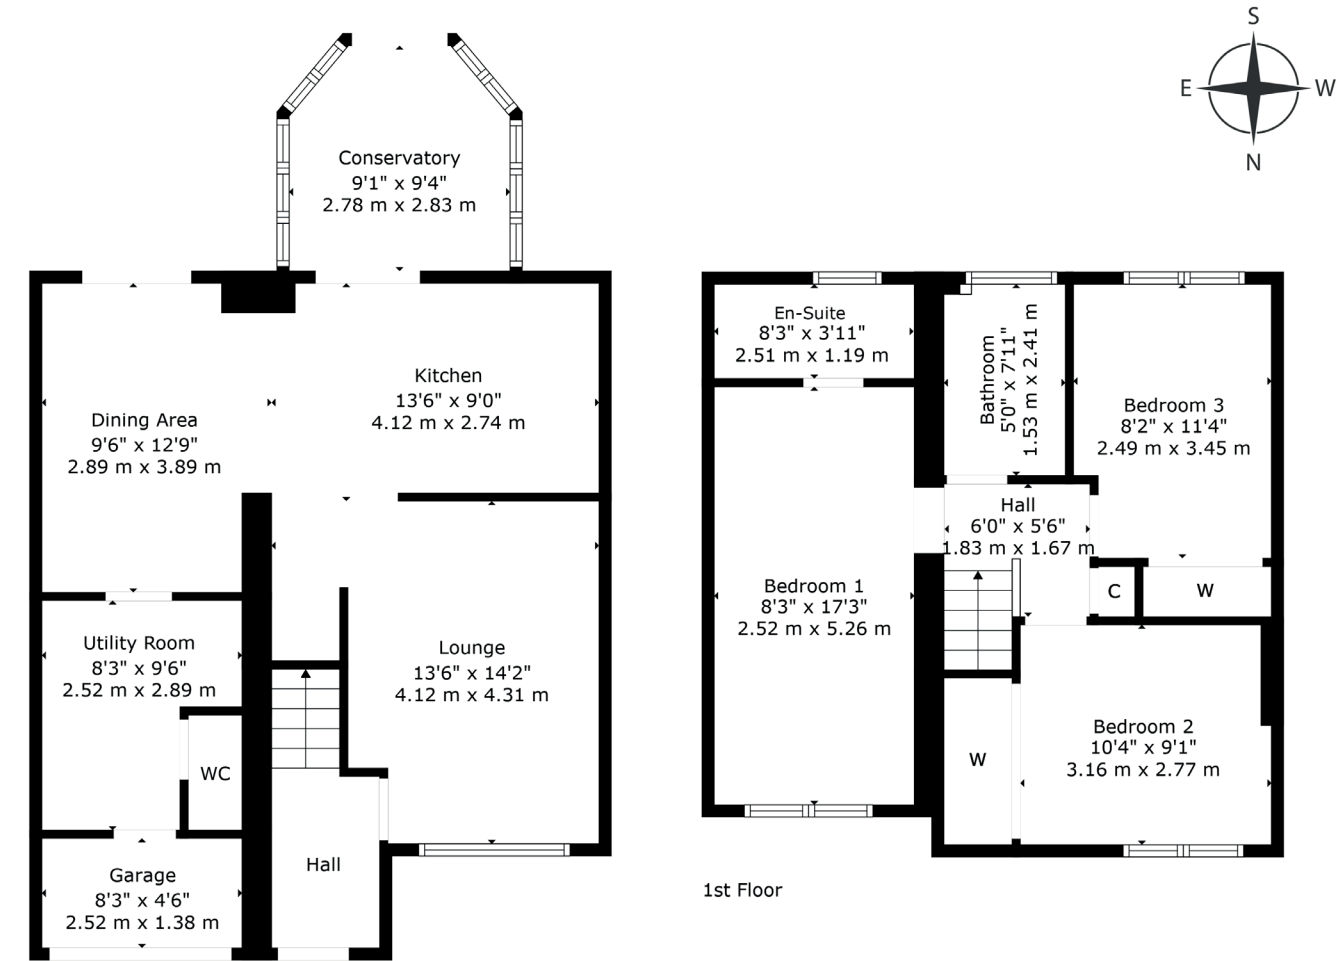 S
E
W
N
Conservatory
9'1" x 9'4"
2.78 m x 2.83 m
Kitchen
13'6" x 9'0"
4.12 m x 2.74 m
Dining Area
9'6" x 12'9"
2.89 m x 3.89 m
Utility Room
8'3" x 9'6"
2.52 m x 2.89 m
Lounge
13'6" x 14'2"
4.12 m x 4.31 m
WC
Hall
Garage
8'3" x 4'6"
2.52 m x 1.38 m
En-Suite
8'3" x 3'11"
2.51 m x 1.19 m
Bathroom
5'0" x 7'11"
1.53 m x 2.41 m
Bedroom 3
8'2" x 11'4"
2.49 m x 3.45 m
Hall
6'0" x 5'6"
1.83 m x 1.67 m
C
W
Bedroom 1
8'3" x 17'3"
2.52 m x 5.26 m
Bedroom 2
10'4" x 9'1"
3.16 m x 2.77 m
W
1st Floor